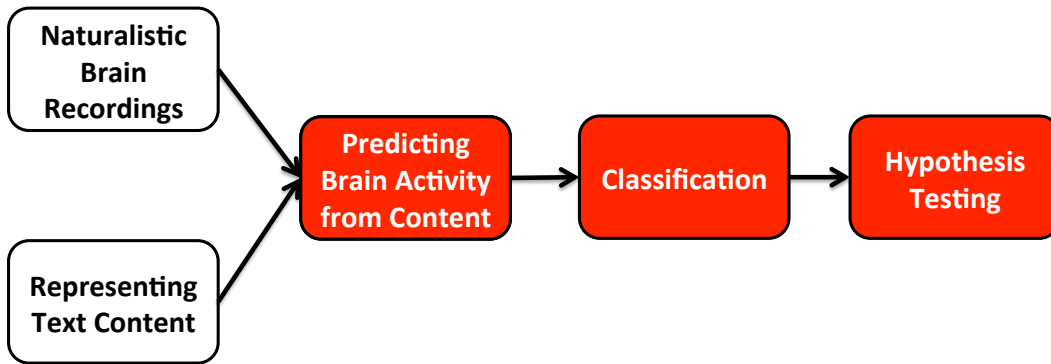 Naturalistic
Brain
Recordings
Predicting
Brain Activity
from Content
Classification
Hypothesis
Testing
Representing
Text Content